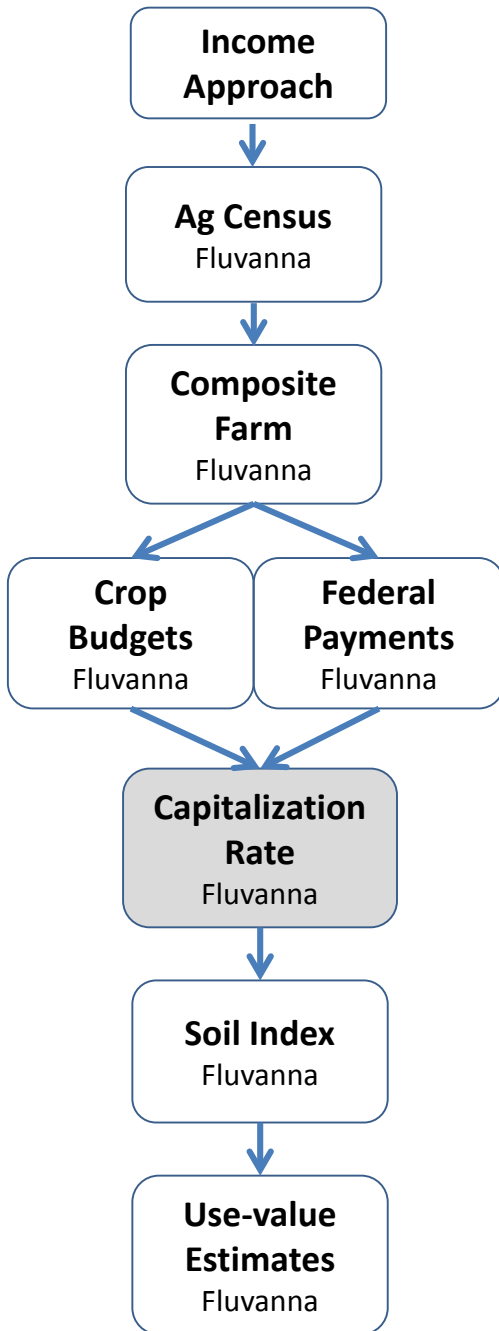 Income
Approach
Ag Census
Fluvanna
Composite
Farm
Fluvanna
Crop
Budgets
Fluvanna
Federal
Payments
Fluvanna
Capitalization
Rate
Fluvanna
Soil Index
Fluvanna
Use-value
Estimates
Fluvanna